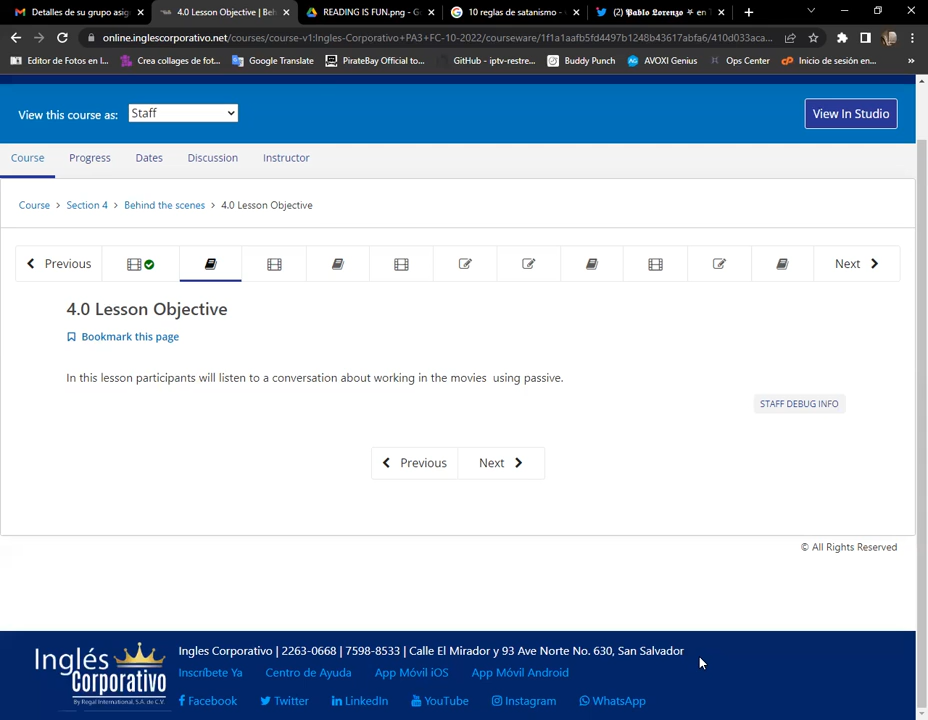 Detalles de su grupo asig
4.0 Lesson Objective | Beh
READING IS FUN.png - G
10 reglas de satanismo -
(2) 𝕻𝖆𝖇𝖑𝖔 𝕷𝖔𝖗𝖊𝖓𝖟𝖔 ⛧ en
online.inglescorporativo.net/courses/course-v1:Ingles-Corporativo+PA3+FC-10-2022/courseware/1f1a1aafb5fd4497b1248b43617abfa6/410d033aca...
Editor de Fotos en l...
Crea collages de fot...
Google Translate
PirateBay Official to...
GitHub - iptv-restre...
Buddy Punch
AVOXI Genius
Ops Center
Inicio de sesión en...
»
View this course as: Staff
View In Studio
Course Progress Dates Discussion Instructor
Course > Section 4 > Behind the scenes > 4.0 Lesson Objective
Previous Next
4.0 Lesson Objective
Bookmark this page
In this lesson participants will listen to a conversation about working in the movies  using passive.
STAFF DEBUG INFO
Previous Next
© All Rights Reserved
Inglés Corporativo
By Regal International, S.A. de C.V.
Ingles Corporativo | 2263-0668 | 7598-8533 | Calle El Mirador y 93 Ave Norte No. 630, San Salvador
Inscríbete Ya Centro de Ayuda App Móvil iOS App Móvil Android
Facebook Twitter LinkedIn YouTube Instagram WhatsApp